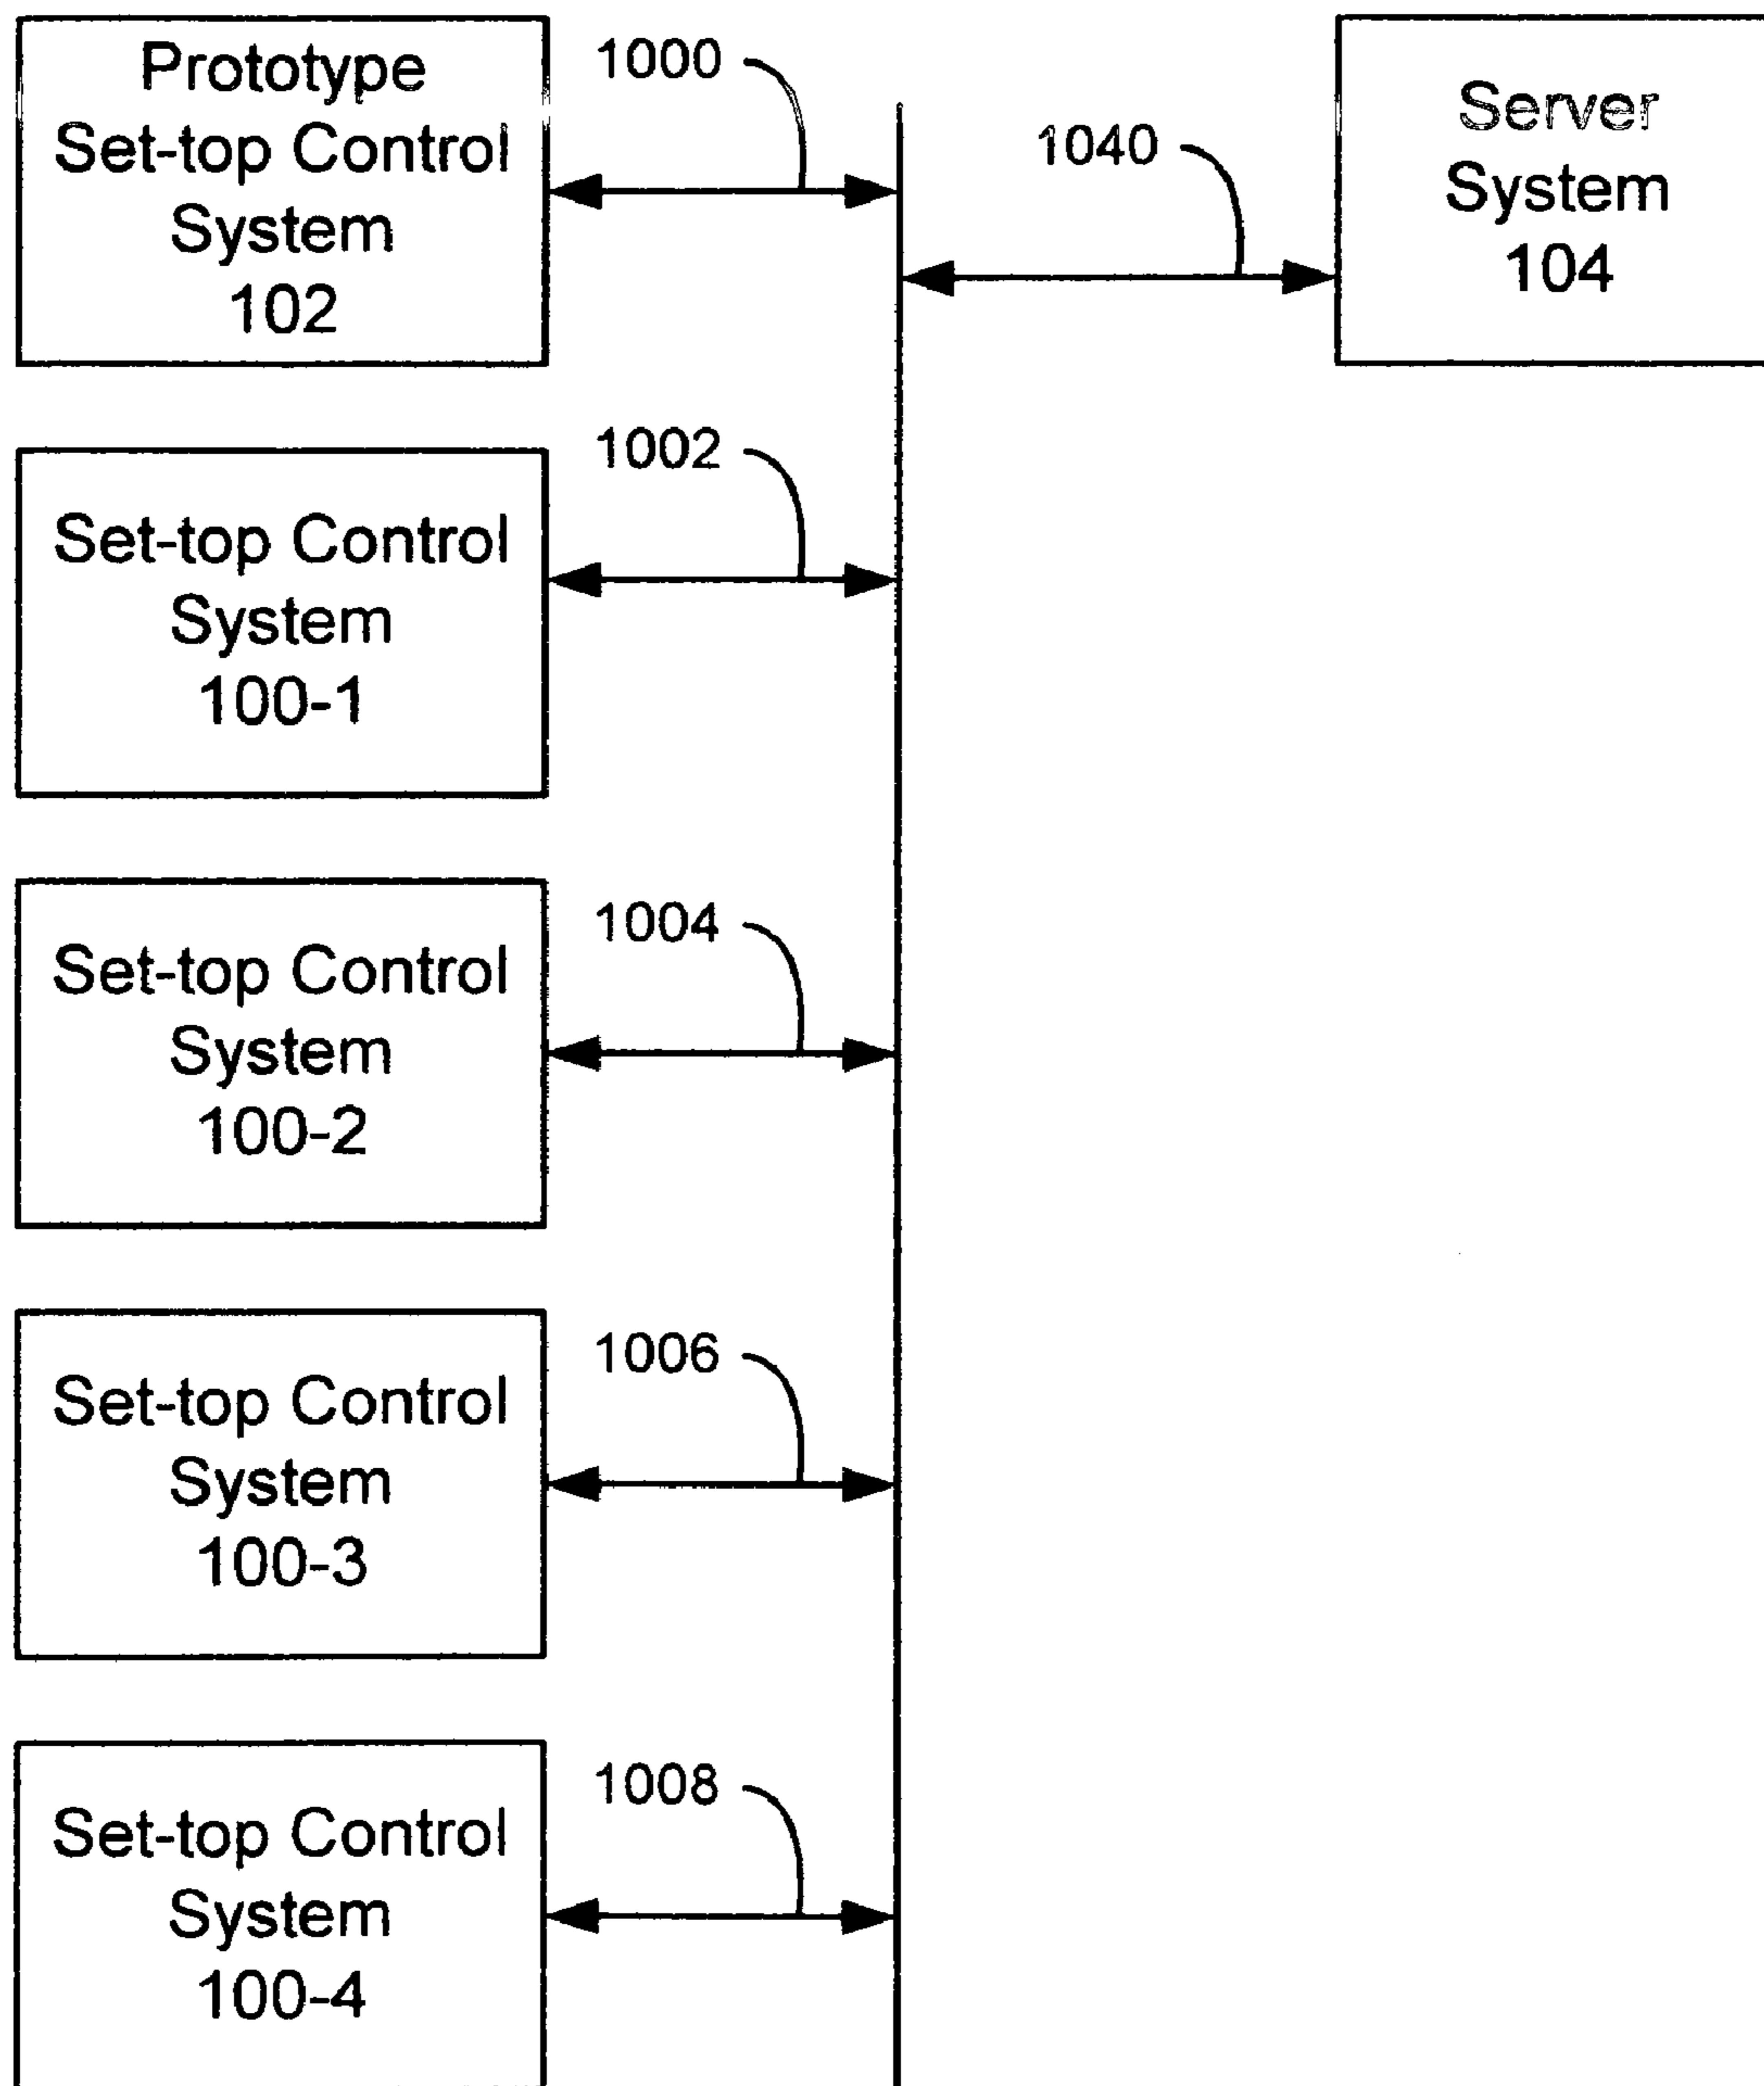 Prototype
Set-top Control
System
102
1000
1040
Server
System
104
1002
Set-top Control
System
100-1
1004
Set-top Control
System
100-2
1006
Set-top Control
System
100-3
1008
Set-top Control
System
100-4